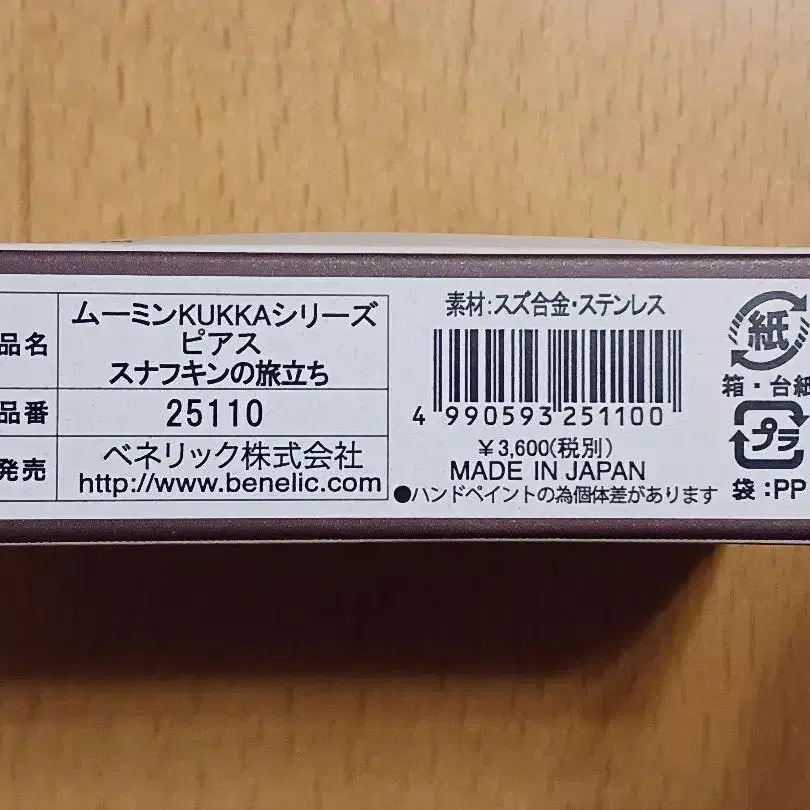 品名
ムーミンKUKKAシリーズ
ピアス
スナフキンの旅立ち
品番
25110
発売
ベネリック株式会社
http://www.benelic.com
素材:スズ合金・ステンレス
4 990593 251100
¥3,600(税別)
MADE IN JAPAN
●ハンドペイントの為個体差があります
紙
箱・台紙
プラ
袋:PP